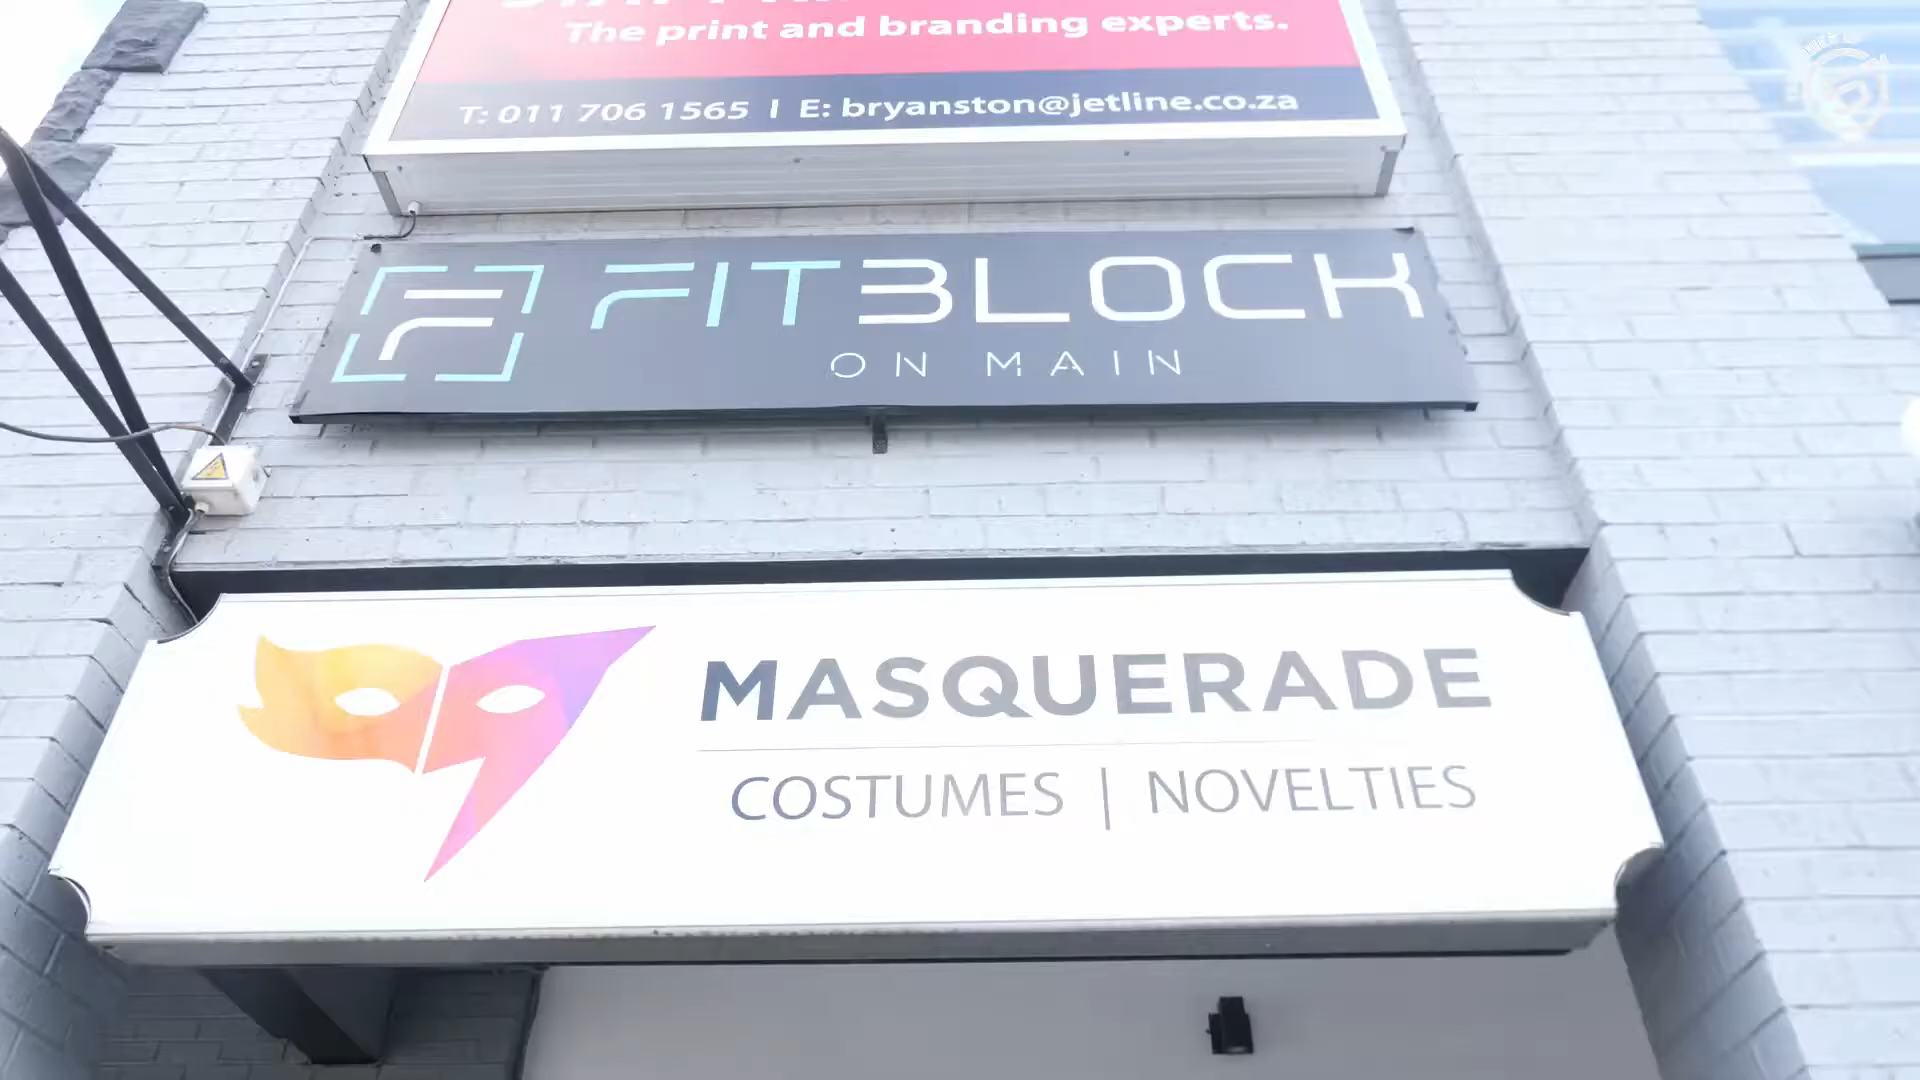 The print and branding experts.
T: 011 706 1565 | E: bryanston@jetline.co.za
F FITBLOCK
ON MAIN
MASQUERADE
COSTUMES | NOVELTIES